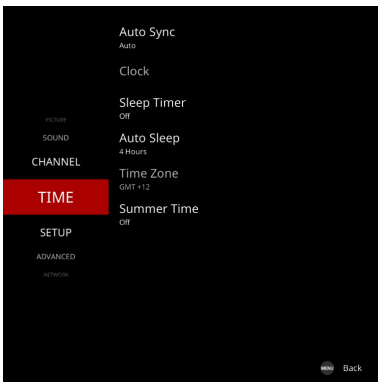 Auto Sync
Auto
Clock
Sleep Timer
Off
Auto Sleep
4 Hours
Time Zone
GMT +12
Summer Time
Off
PICTURE
SOUND
CHANNEL
TIME
SETUP
ADVANCED
NETWORK
MENU Back